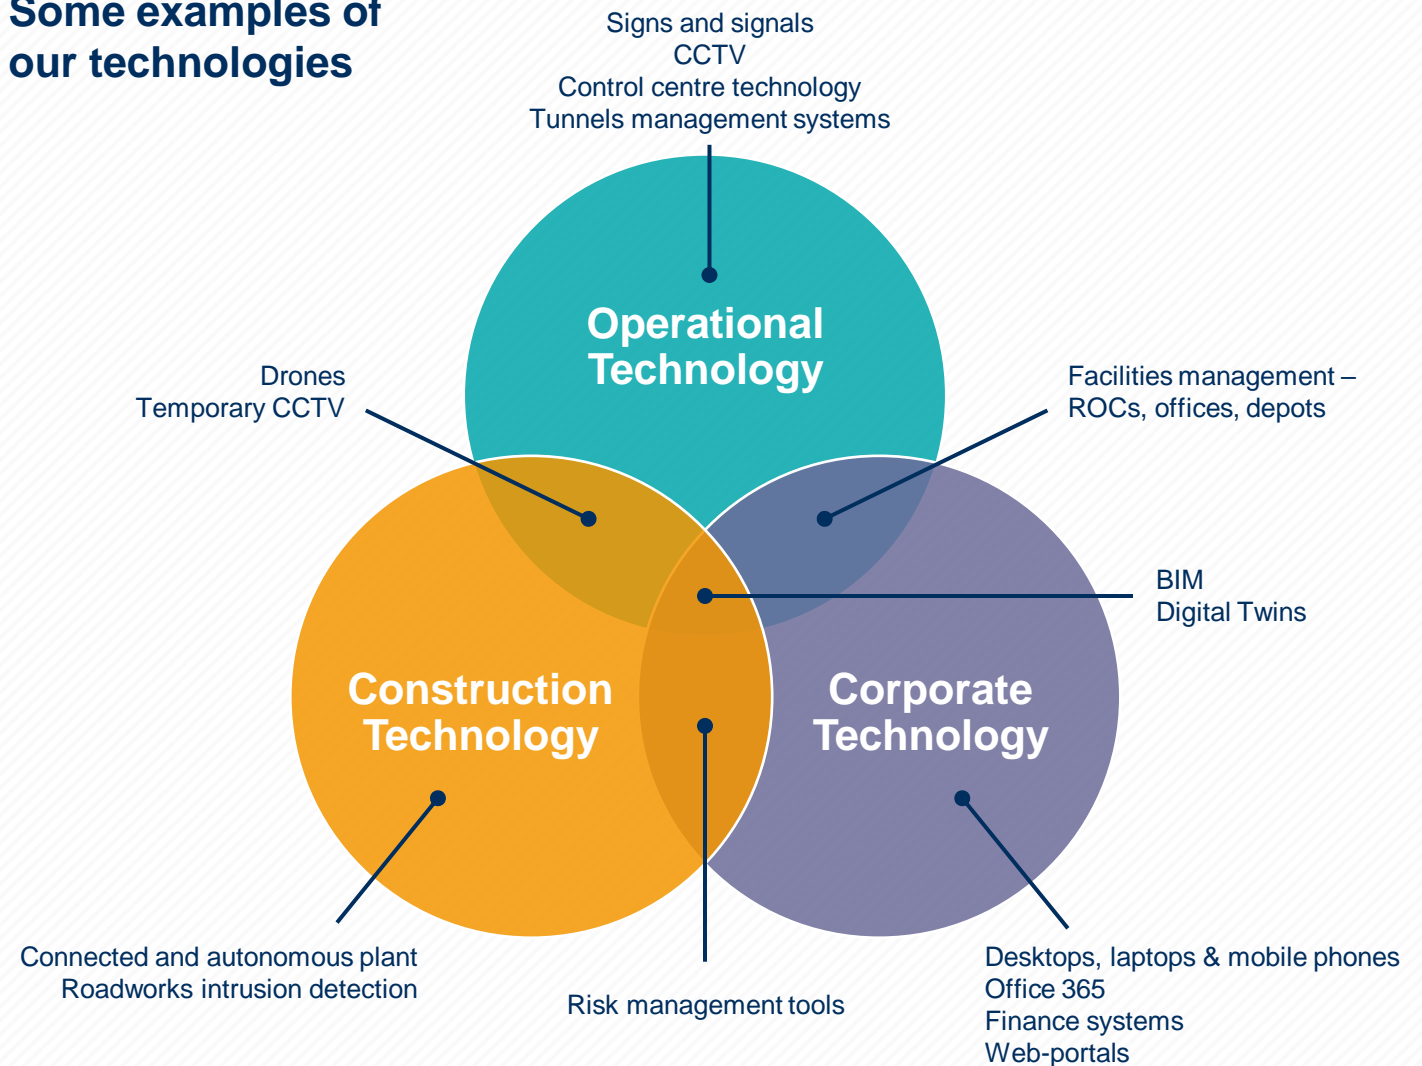 Some examples of
our technologies
Signs and signals
CCTV
Control centre technology
Tunnels management systems
Operational
Technology
Drones
Temporary CCTV
Facilities management –
ROCs, offices, depots
BIM
Digital Twins
Construction
Technology
Corporate
Technology
Connected and autonomous plant
Roadworks intrusion detection
Risk management tools
Desktops, laptops & mobile phones
Office 365
Finance systems
Web-portals